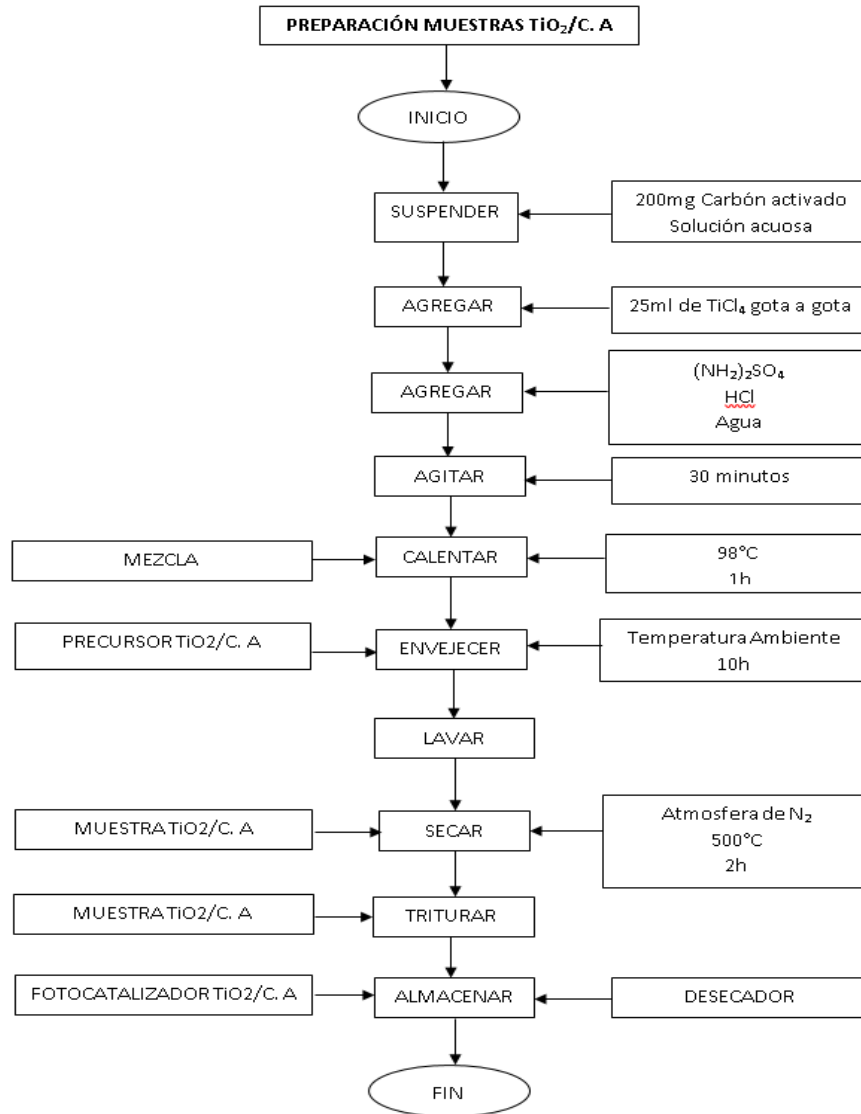 PREPARACIÓN MUESTRAS TiO₂/C. A
INICIO
SUSPENDER
200mg Carbón activado
Solución acuosa
AGREGAR
25ml de TiCl₄ gota a gota
AGREGAR
(NH₂)₂SO₄
HCl
Agua
AGITAR
30 minutos
MEZCLA
CALENTAR
98°C
1h
PRECURSOR TiO2/C. A
ENVEJECER
Temperatura Ambiente
10h
LAVAR
MUESTRA TiO2/C. A
SECAR
Atmosfera de N₂
500°C
2h
MUESTRA TiO2/C. A
TRITURAR
FOTOCATALIZADOR TiO2/C. A
ALMACENAR
DESECADOR
FIN